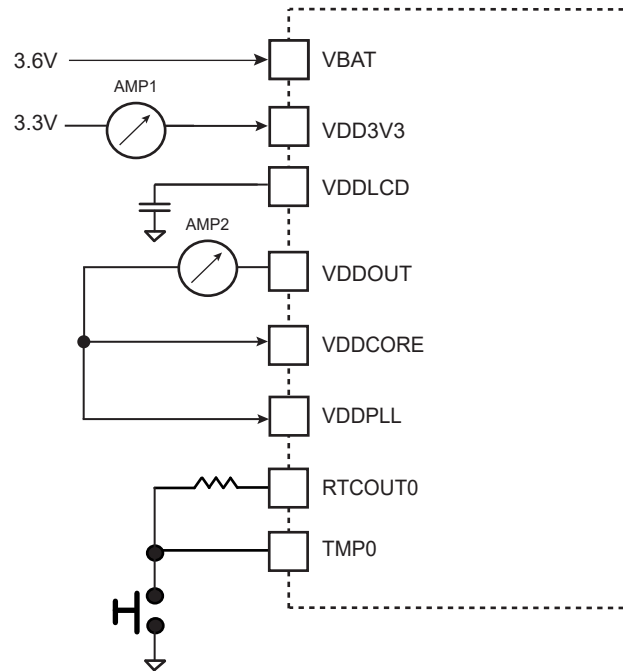 3.6V
VBAT
AMP1
3.3V
VDD3V3
VDDLCD
AMP2
VDDOUT
VDDCORE
VDDPLL
RTCOUT0
TMP0